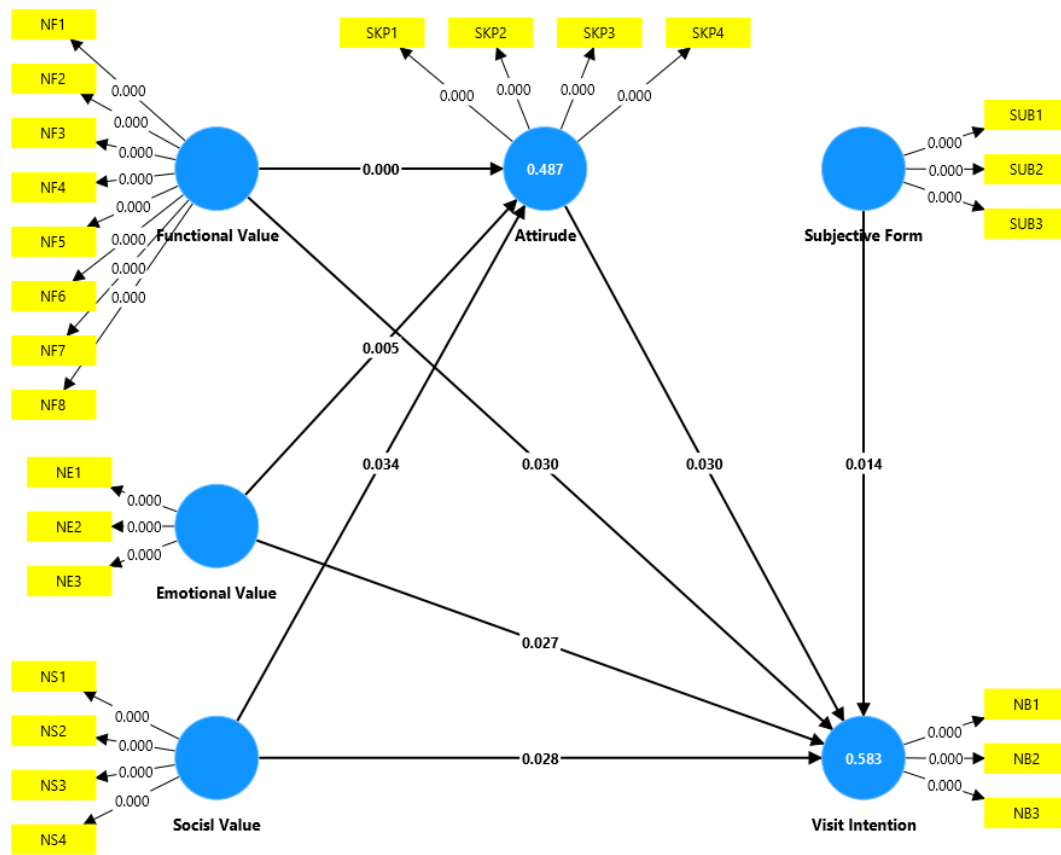 NF1
NF2
NF3
NF4
NF5
NF6
NF7
NF8
0.000
0.000
0.000
0.000
0.000
0.000
0.000
0.000
Functional Value
SKP1
SKP2
SKP3
SKP4
0.000
0.000
0.000
0.000
0.487
Attirude
0.000
SUB1
SUB2
SUB3
0.000
0.000
0.000
Subjective Form
0.005
0.034
0.030
0.030
0.014
NE1
NE2
NE3
0.000
0.000
0.000
Emotional Value
0.027
NS1
NS2
NS3
NS4
0.000
0.000
0.000
0.000
Socisl Value
0.028
0.583
Visit Intention
0.000
0.000
0.000
NB1
NB2
NB3